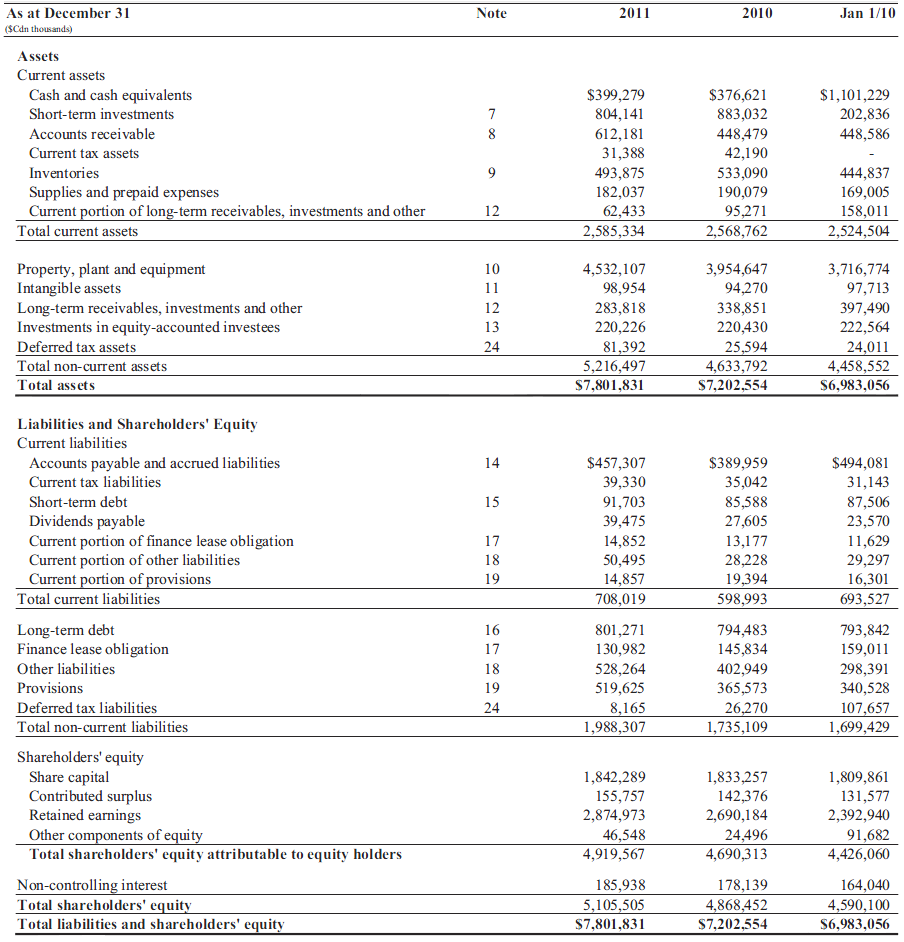 As at December 31 Note 2011 2010 Jan 1/10
($Cdn thousands)
Assets
Current assets
Cash and cash equivalents $399,279 $376,621 $1,101,229
Short-term investments 7 804,141 883,032 202,836
Accounts receivable 8 612,181 448,479 448,586
Current tax assets 31,388 42,190 -
Inventories 9 493,875 533,090 444,837
Supplies and prepaid expenses 182,037 190,079 169,005
Current portion of long-term receivables, investments and other 12 62,433 95,271 158,011
Total current assets 2,585,334 2,568,762 2,524,504
Property, plant and equipment 10 4,532,107 3,954,647 3,716,774
Intangible assets 11 98,954 94,270 97,713
Long-term receivables, investments and other 12 283,818 338,851 397,490
Investments in equity-accounted investees 13 220,226 220,430 222,564
Deferred tax assets 24 81,392 25,594 24,011
Total non-current assets 5,216,497 4,633,792 4,458,552
Total assets $7,801,831 $7,202,554 $6,983,056
Liabilities and Shareholders' Equity
Current liabilities
Accounts payable and accrued liabilities 14 $457,307 $389,959 $494,081
Current tax liabilities 39,330 35,042 31,143
Short-term debt 15 91,703 85,588 87,506
Dividends payable 39,475 27,605 23,570
Current portion of finance lease obligation 17 14,852 13,177 11,629
Current portion of other liabilities 18 50,495 28,228 29,297
Current portion of provisions 19 14,857 19,394 16,301
Total current liabilities 708,019 598,993 693,527
Long-term debt 16 801,271 794,483 793,842
Finance lease obligation 17 130,982 145,834 159,011
Other liabilities 18 528,264 402,949 298,391
Provisions 19 519,625 365,573 340,528
Deferred tax liabilities 24 8,165 26,270 107,657
Total non-current liabilities 1,988,307 1,735,109 1,699,429
Shareholders' equity
Share capital 1,842,289 1,833,257 1,809,861
Contributed surplus 155,757 142,376 131,577
Retained earnings 2,874,973 2,690,184 2,392,940
Other components of equity 46,548 24,496 91,682
Total shareholders' equity attributable to equity holders 4,919,567 4,690,313 4,426,060
Non-controlling interest 185,938 178,139 164,040
Total shareholders' equity 5,105,505 4,868,452 4,590,100
Total liabilities and shareholders' equity $7,801,831 $7,202,554 $6,983,056